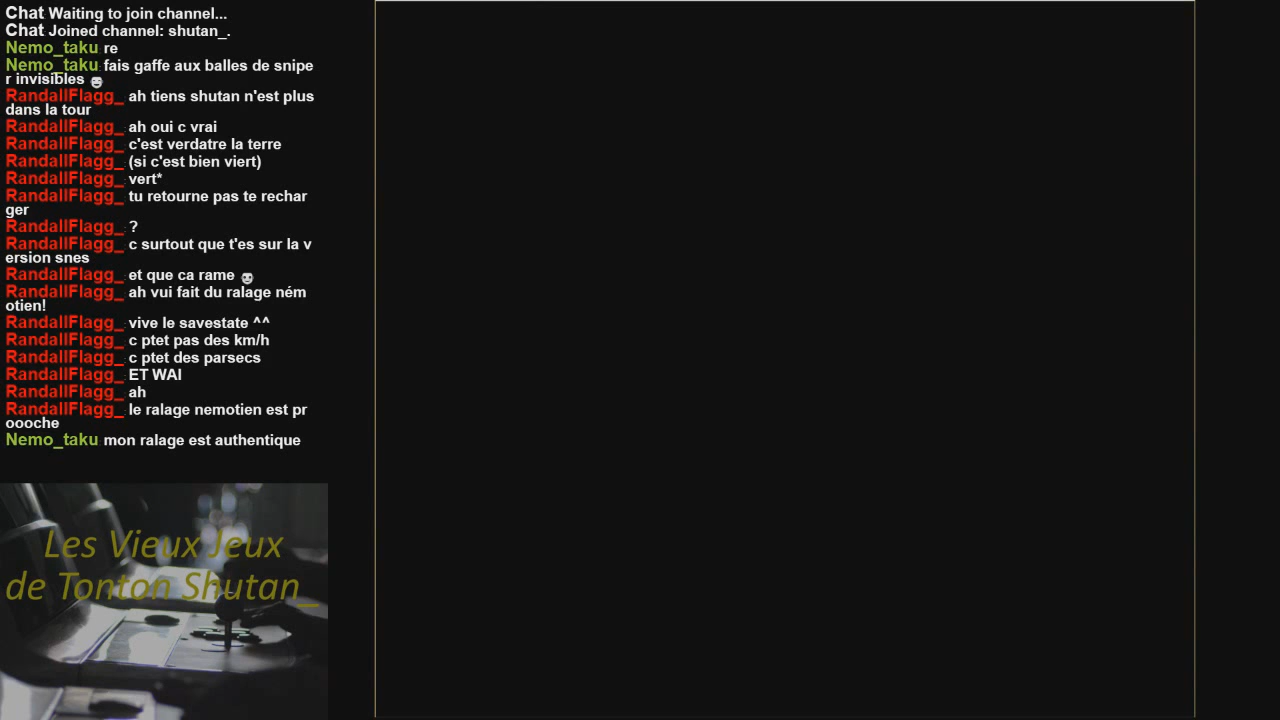 Chat Waiting to join channel...
Chat Joined channel: shutan_.
Nemo_taku: re
Nemo_taku: fais gaffe aux balles de snipe
r invisibles
RandallFlagg_: ah tiens shutan n'est plus
dans la tour
RandallFlagg_: ah oui c vrai
RandallFlagg_: c'est verdatre la terre
RandallFlagg_: (si c'est bien viert)
RandallFlagg_: vert*
RandallFlagg_: tu retourne pas te rechar
ger
RandallFlagg_: ?
RandallFlagg_: c surtout que t'es sur la v
ersion snes
RandallFlagg_: et que ca rame
RandallFlagg_: ah vui fait du ralage ném
otien!
RandallFlagg_: vive le savestate ^^
RandallFlagg_: c ptet pas des km/h
RandallFlagg_: c ptet des parsecs
RandallFlagg_: ET WAI
RandallFlagg_: ah
RandallFlagg_: le ralage nemotien est pr
oooche
Nemo_taku: mon ralage est authentique
Les Vieux Jeux
de Tonton Shutan_